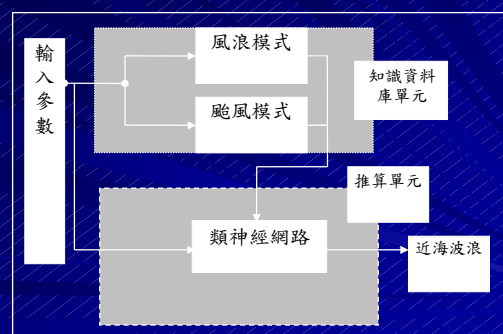 輸入參數
風浪模式
颱風模式
知識資料
庫單元
推算單元
類神經網路
近海波浪